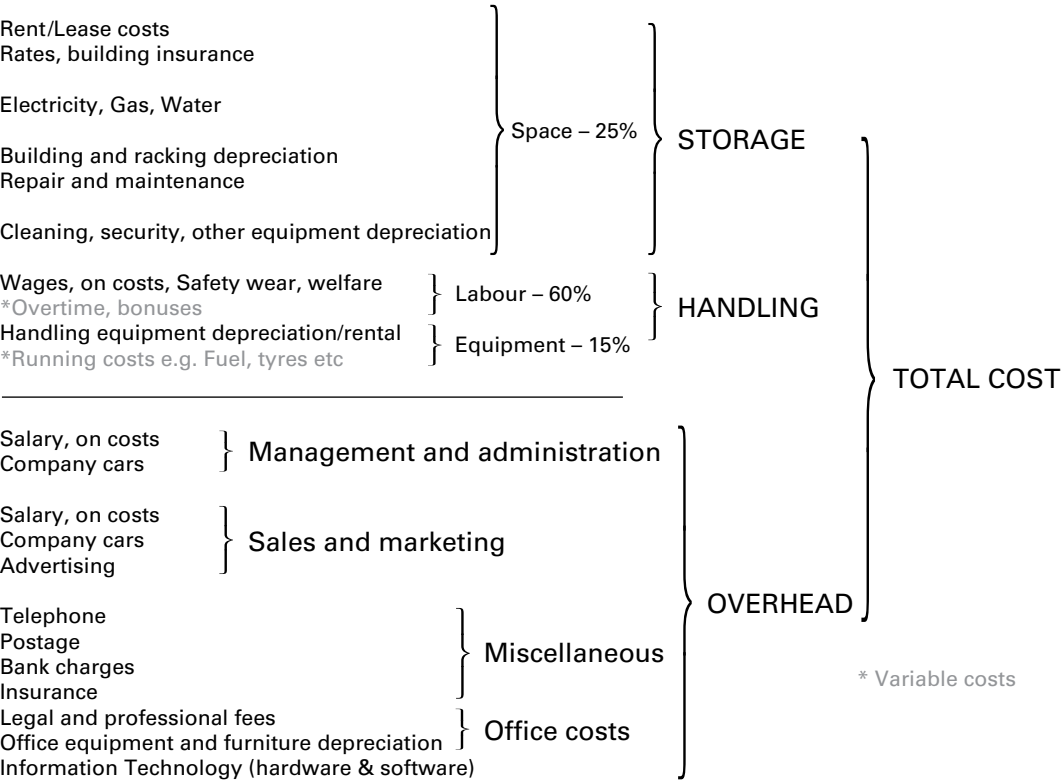 Rent/Lease costs
Rates, building insurance
Electricity, Gas, Water
Building and racking depreciation
Repair and maintenance
Cleaning, security, other equipment depreciation
Space – 25%
STORAGE
Wages, on costs, Safety wear, welfare
*Overtime, bonuses
Labour – 60%
Handling equipment depreciation/rental
*Running costs e.g. Fuel, tyres etc
Equipment – 15%
HANDLING
TOTAL COST
Salary, on costs
Company cars
Management and administration
Salary, on costs
Company cars
Advertising
Sales and marketing
OVERHEAD
Telephone
Postage
Bank charges
Insurance
Miscellaneous
Legal and professional fees
Office equipment and furniture depreciation
Office costs
Information Technology (hardware & software)
* Variable costs